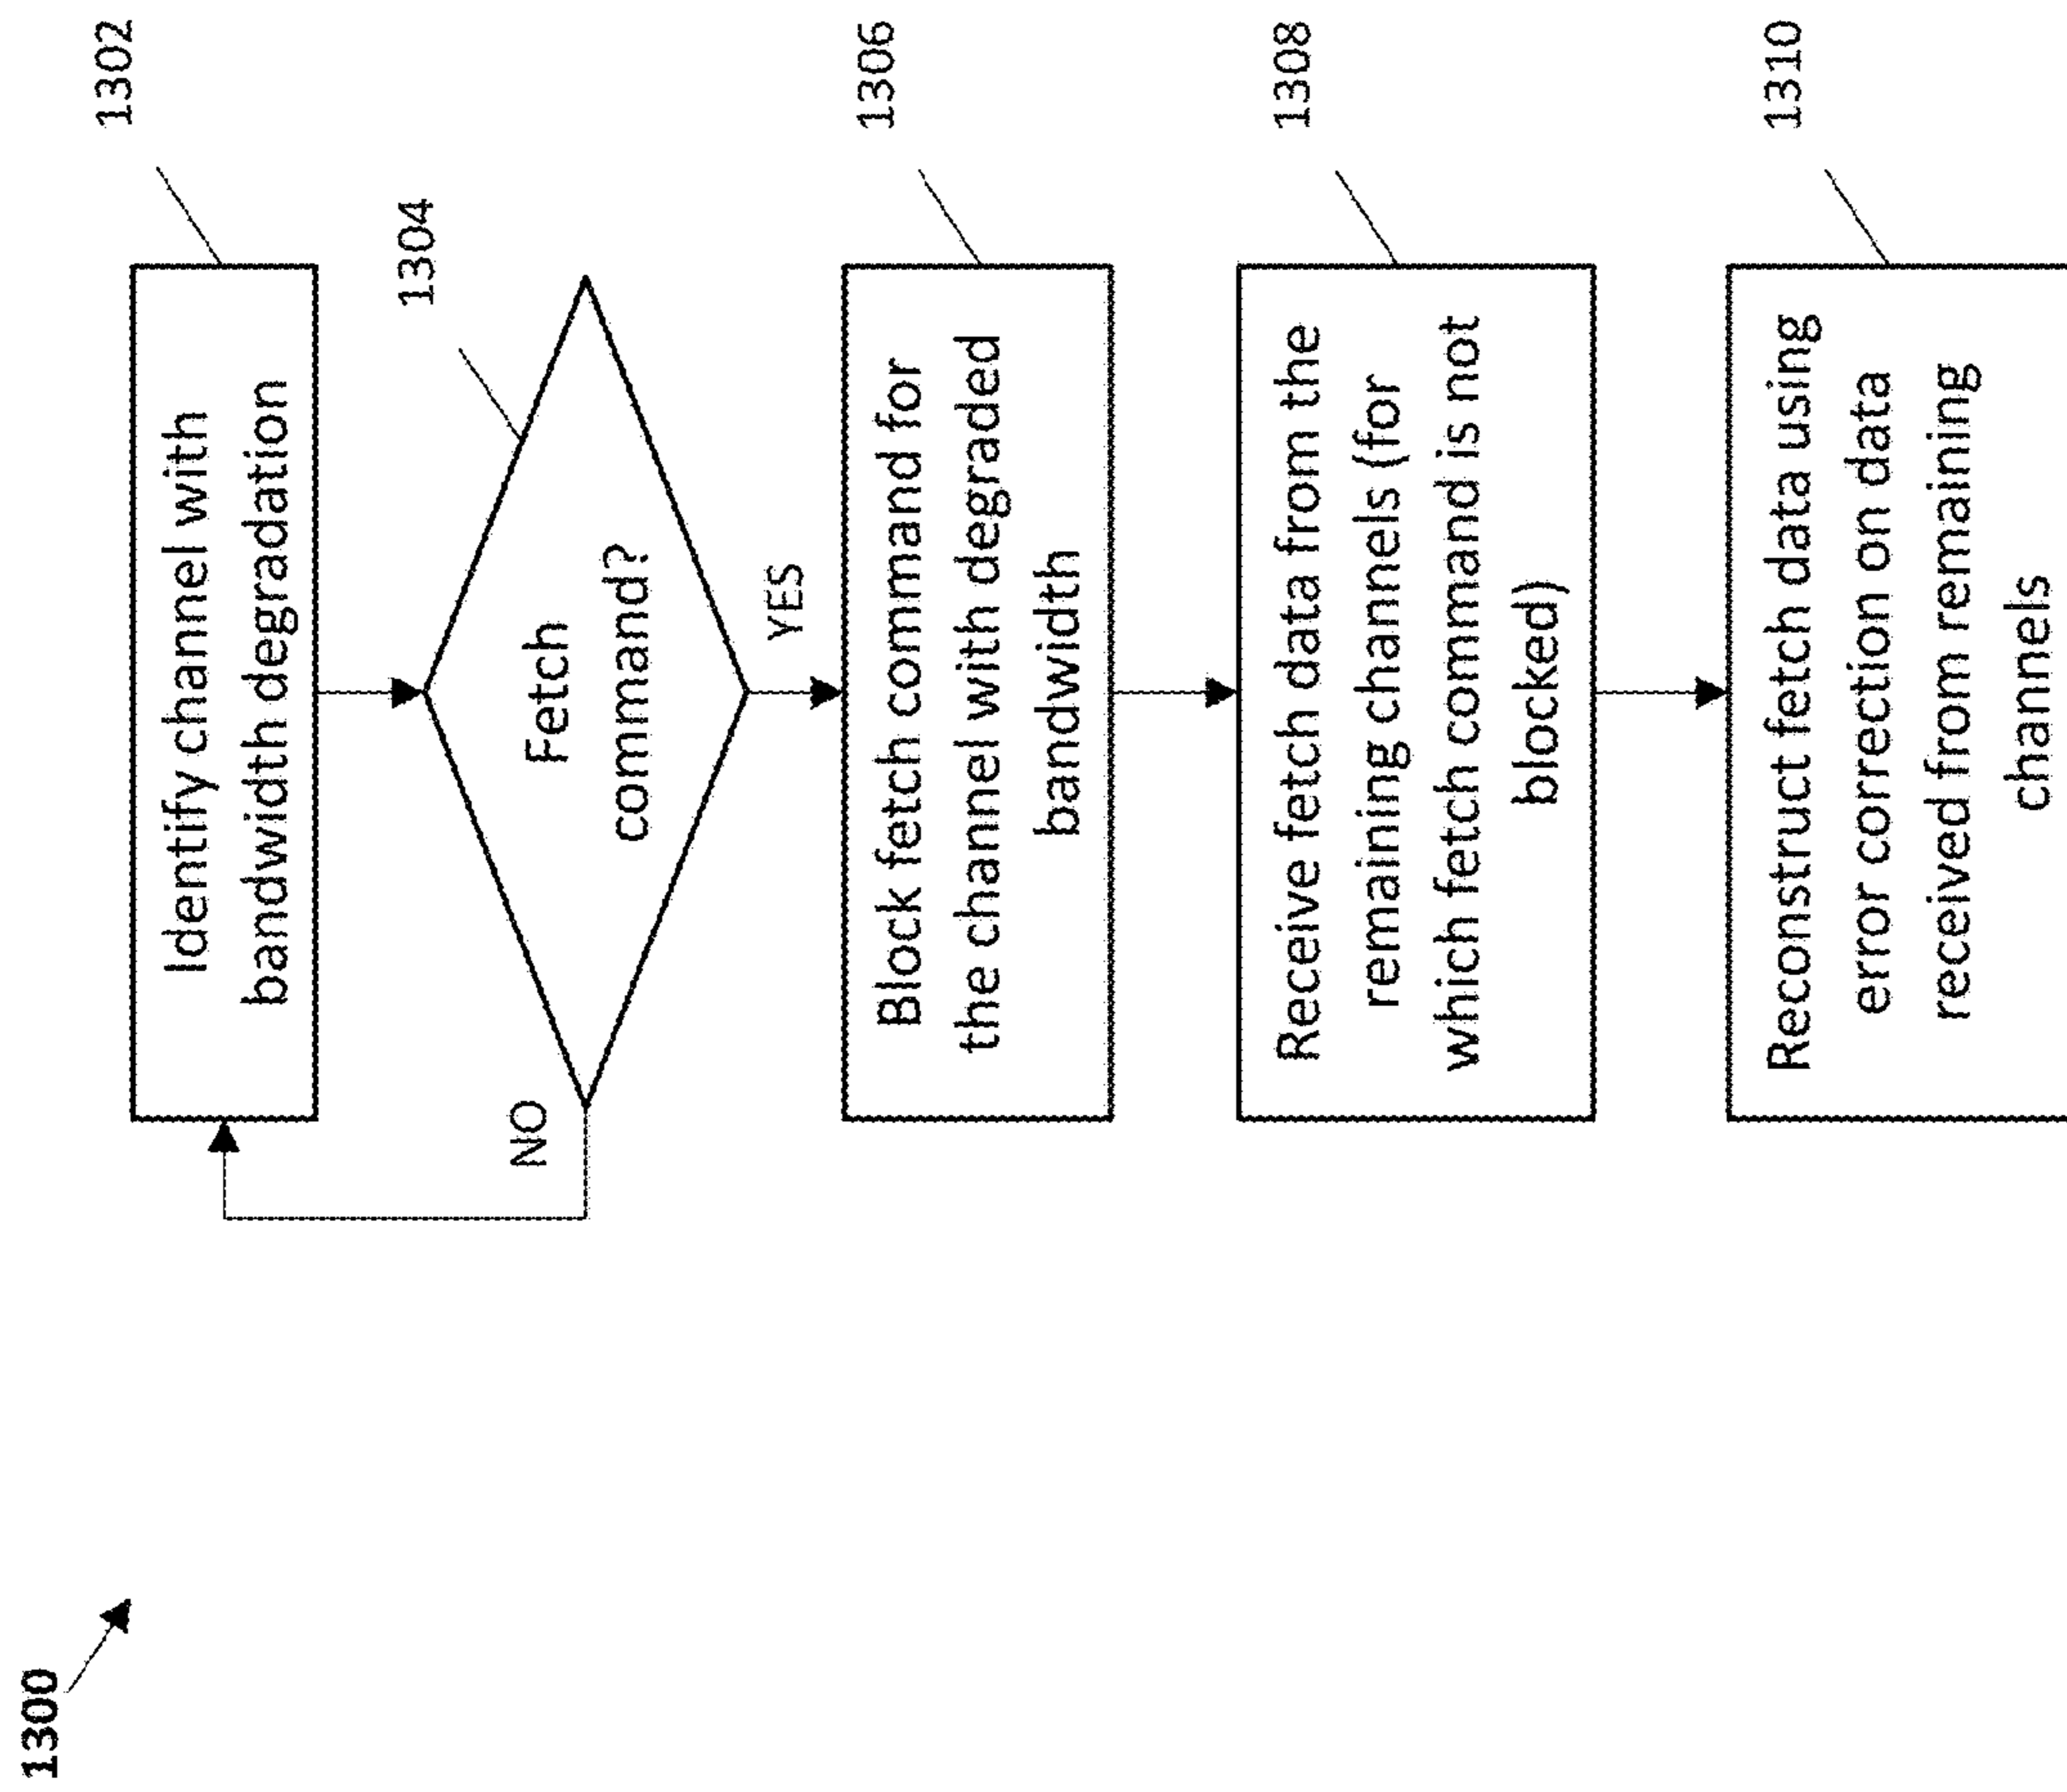 1300
1302
Identify channel with
bandwidth degradation
1304
Fetch
command?
NO
YES
1306
Block fetch command for
the channel with degraded
bandwidth
1308
Receive fetch data from the
remaining channels (for
which fetch command is not
blocked)
1310
Reconstruct fetch data using
error correction on data
received from remaining
channels